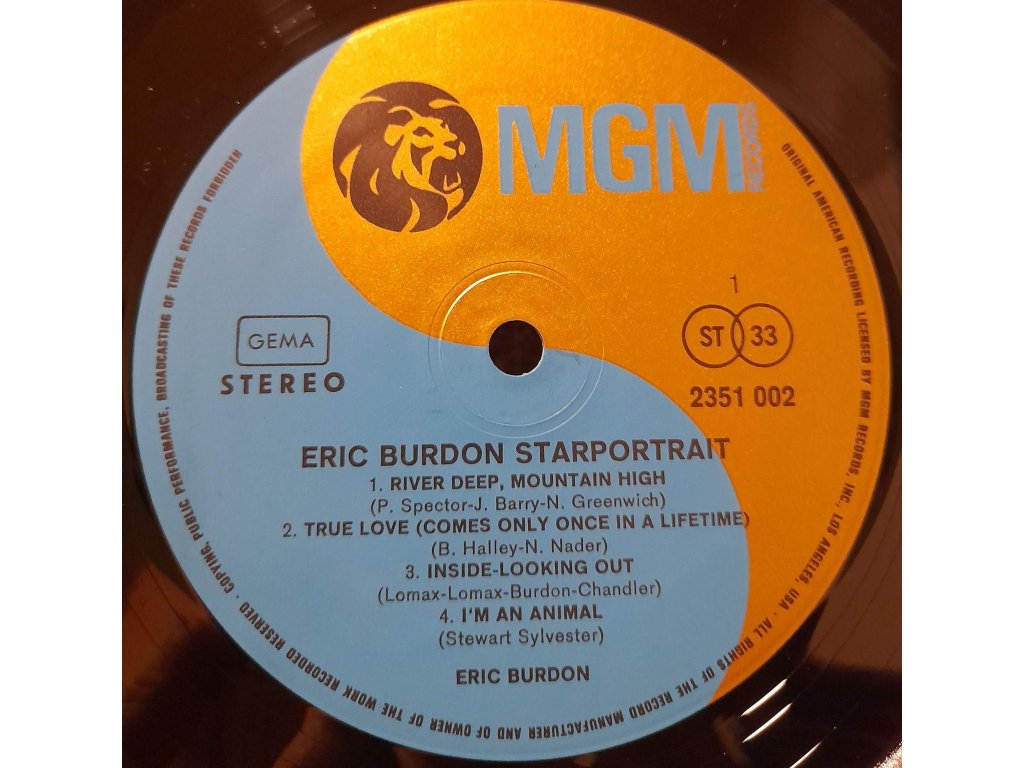 MGM
RECORDS
GEMA
STEREO
1
ST 33
2351 002
ERIC BURDON STARPORTRAIT
1. RIVER DEEP, MOUNTAIN HIGH
(P. Spector-J. Barry-N. Greenwich)
2. TRUE LOVE (COMES ONLY ONCE IN A LIFETIME)
(B. Halley-N. Nader)
3. INSIDE-LOOKING OUT
(Lomax-Lomax-Burdon-Chandler)
4. I'M AN ANIMAL
(Stewart Sylvester)
ERIC BURDON
ORIGINAL AMERICAN RECORDING LICENSED BY MGM RECORDS, INC., LOS ANGELES, USA · ALL RIGHTS OF THE RECORD MANUFACTURER AND OF OWNER OF THE WORK RECORDED RESERVED · COPYING, PUBLIC PERFORMANCE, BROADCASTING OF THESE RECORDS FORBIDDEN